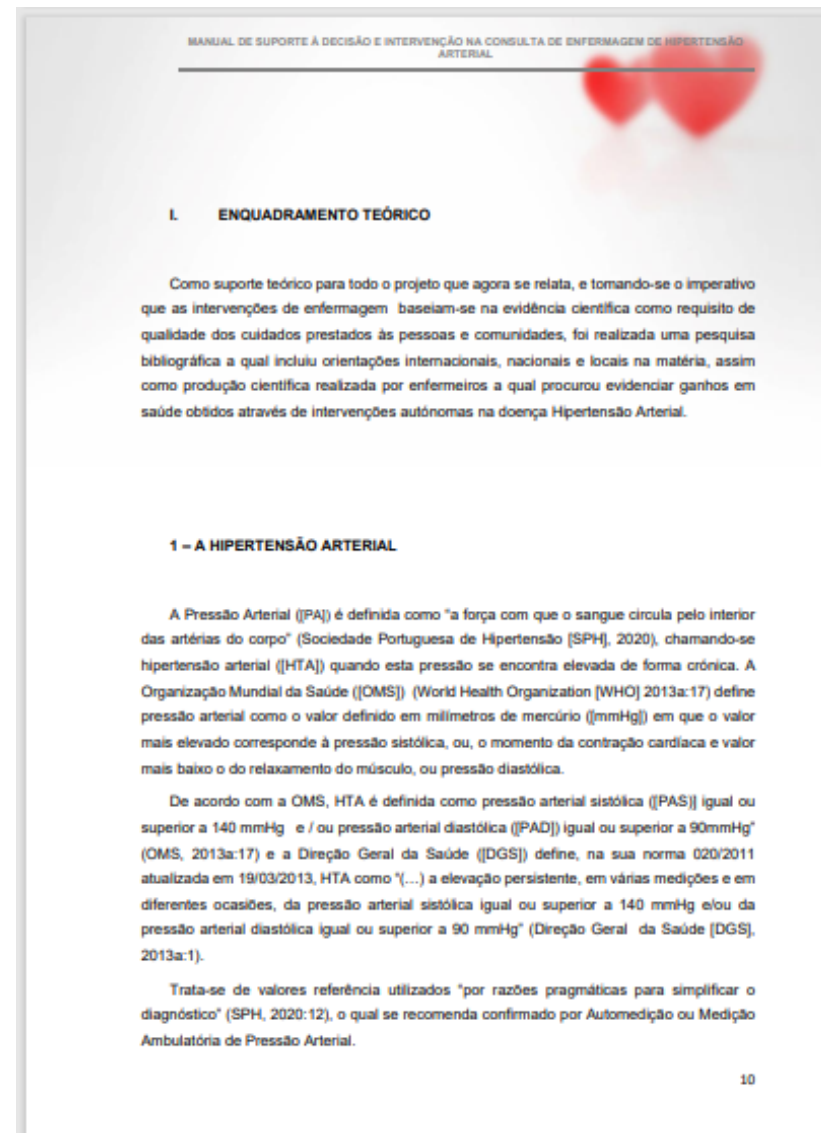 MANUAL DE SUPORTE À DECISÃO E INTERVENÇÃO NA CONSULTA DE ENFERMAGEM DE HIPERTENSÃO
ARTERIAL
I. ENQUADRAMENTO TEÓRICO
Como suporte teórico para todo o projeto que agora se relata, e tomando-se o imperativo
que as intervenções de enfermagem baseiam-se na evidência científica como requisito de
qualidade dos cuidados prestados às pessoas e comunidades, foi realizada uma pesquisa
bibliográfica a qual incluiu orientações internacionais, nacionais e locais na matéria, assim
como produção científica realizada por enfermeiros a qual procurou evidenciar ganhos em
saúde obtidos através de intervenções autónomas na doença Hipertensão Arterial.
1 – A HIPERTENSÃO ARTERIAL
A Pressão Arterial ([PA]) é definida como “a força com que o sangue circula pelo interior
das artérias do corpo” (Sociedade Portuguesa de Hipertensão [SPH], 2020), chamando-se
hipertensão arterial ([HTA]) quando esta pressão se encontra elevada de forma crónica. A
Organização Mundial da Saúde ([OMS]) (World Health Organization [WHO] 2013a:17) define
pressão arterial como o valor definido em milímetros de mercúrio ([mmHg]) em que o valor
mais elevado corresponde à pressão sistólica, ou, o momento da contração cardíaca e valor
mais baixo o do relaxamento do músculo, ou pressão diastólica.
De acordo com a OMS, HTA é definida como pressão arterial sistólica ([PAS)] igual ou
superior a 140 mmHg e / ou pressão arterial diastólica ([PAD]) igual ou superior a 90mmHg”
(OMS, 2013a:17) e a Direção Geral da Saúde ([DGS]) define, na sua norma 020/2011
atualizada em 19/03/2013, HTA como “(…) a elevação persistente, em várias medições e em
diferentes ocasiões, da pressão arterial sistólica igual ou superior a 140 mmHg e/ou da
pressão arterial diastólica igual ou superior a 90 mmHg” (Direção Geral da Saúde [DGS],
2013a:1).
Trata-se de valores referência utilizados “por razões pragmáticas para simplificar o
diagnóstico” (SPH, 2020:12), o qual se recomenda confirmado por Automedição ou Medição
Ambulatória de Pressão Arterial.
10